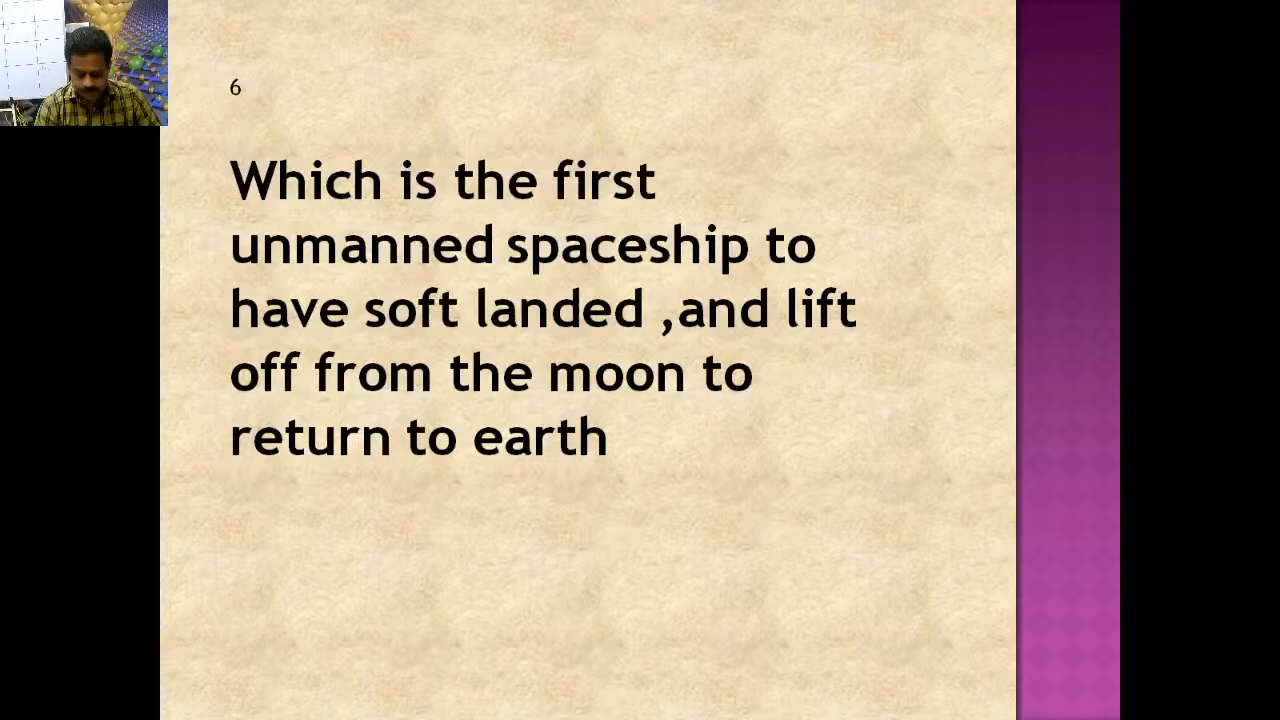 6
Which is the first
unmanned spaceship to
have soft landed ,and lift
off from the moon to
return to earth